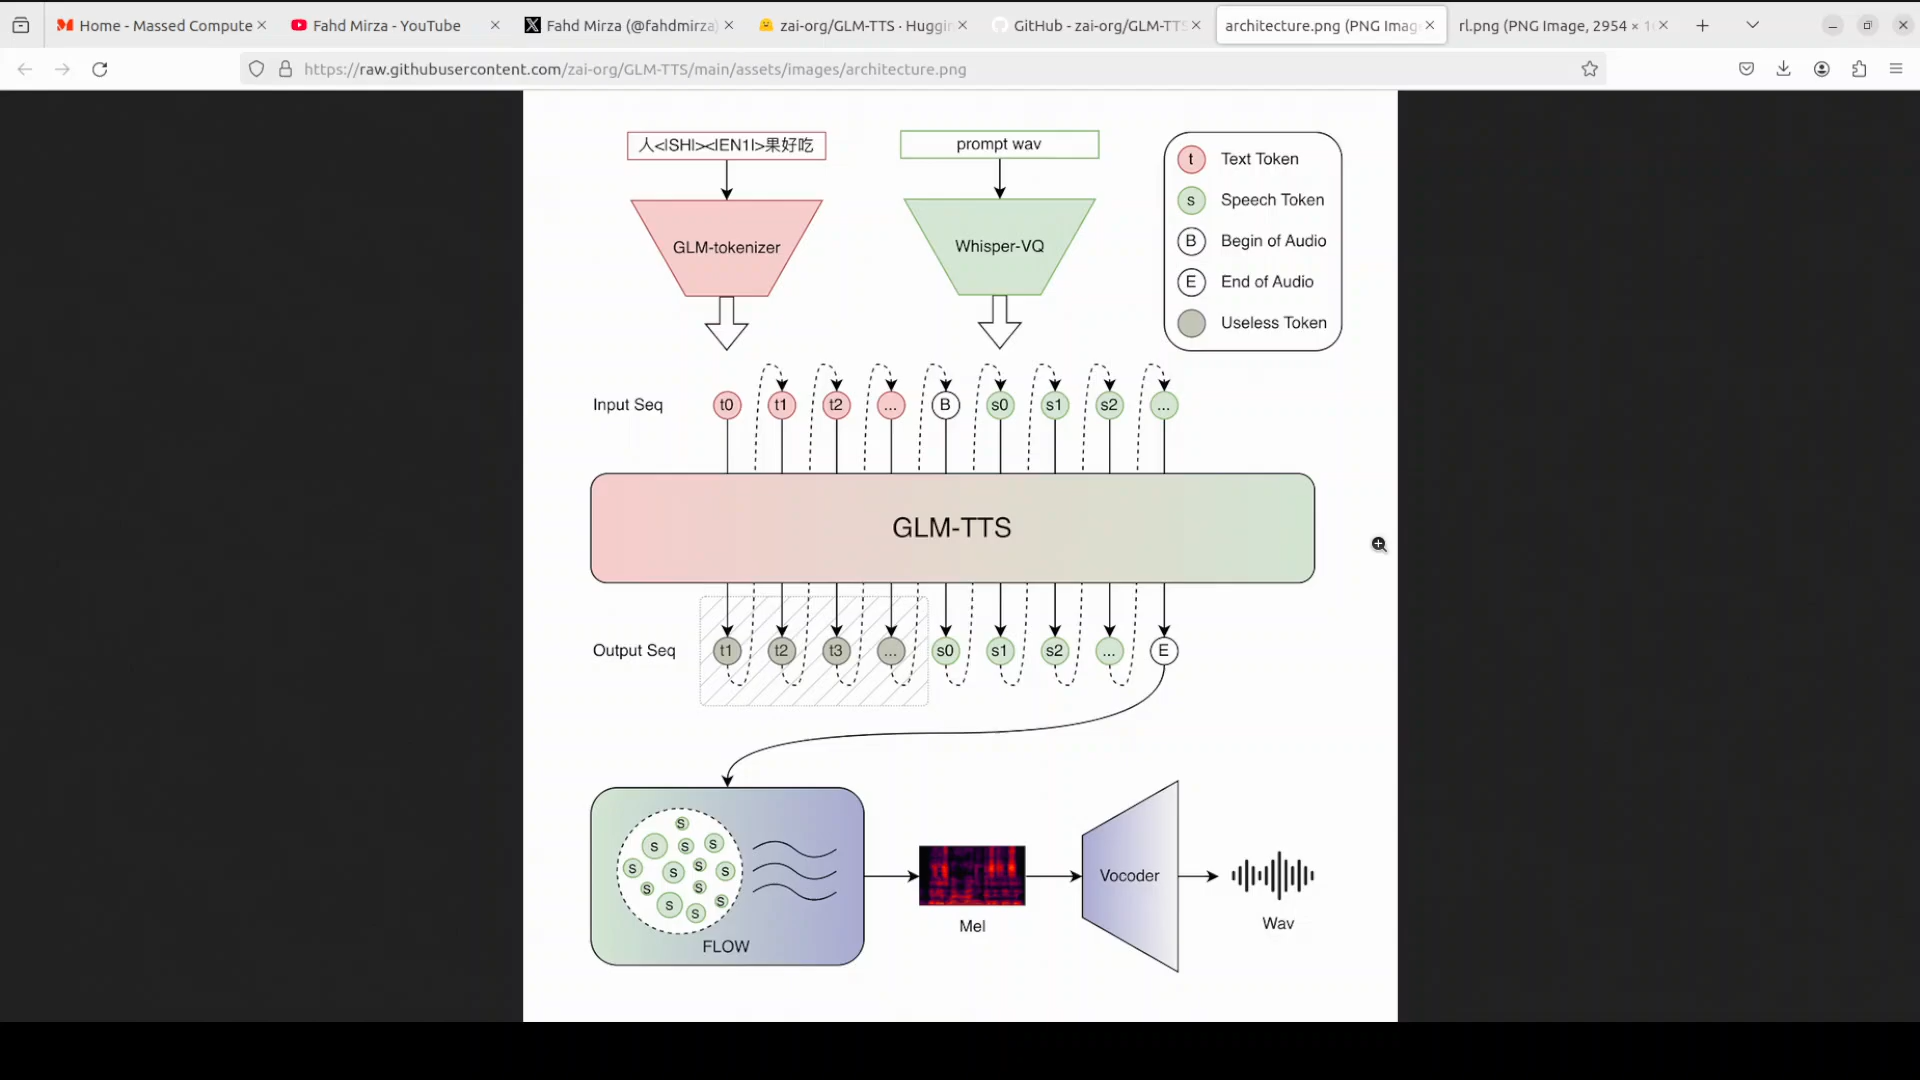 Home - Massed Compute
Fahd Mirza - YouTube
Fahd Mirza (@fahdmirza)
zai-org/GLM-TTS · Huggin
GitHub - zai-org/GLM-TTS
architecture.png (PNG Imag
rl.png (PNG Image, 2954 × 1
https://raw.githubusercontent.com/zai-org/GLM-TTS/main/assets/images/architecture.png
人<|SH|><|EN1|>果好吃
prompt wav
GLM-tokenizer
Whisper-VQ
t Text Token
s Speech Token
B Begin of Audio
E End of Audio
Useless Token
Input Seq t0 t1 t2 ... B s0 s1 s2 ...
GLM-TTS
Output Seq t1 t2 t3 ... s0 s1 s2 ... E
s
s s s s
s s s s
s s
s s s
FLOW
Mel
Vocoder
Wav